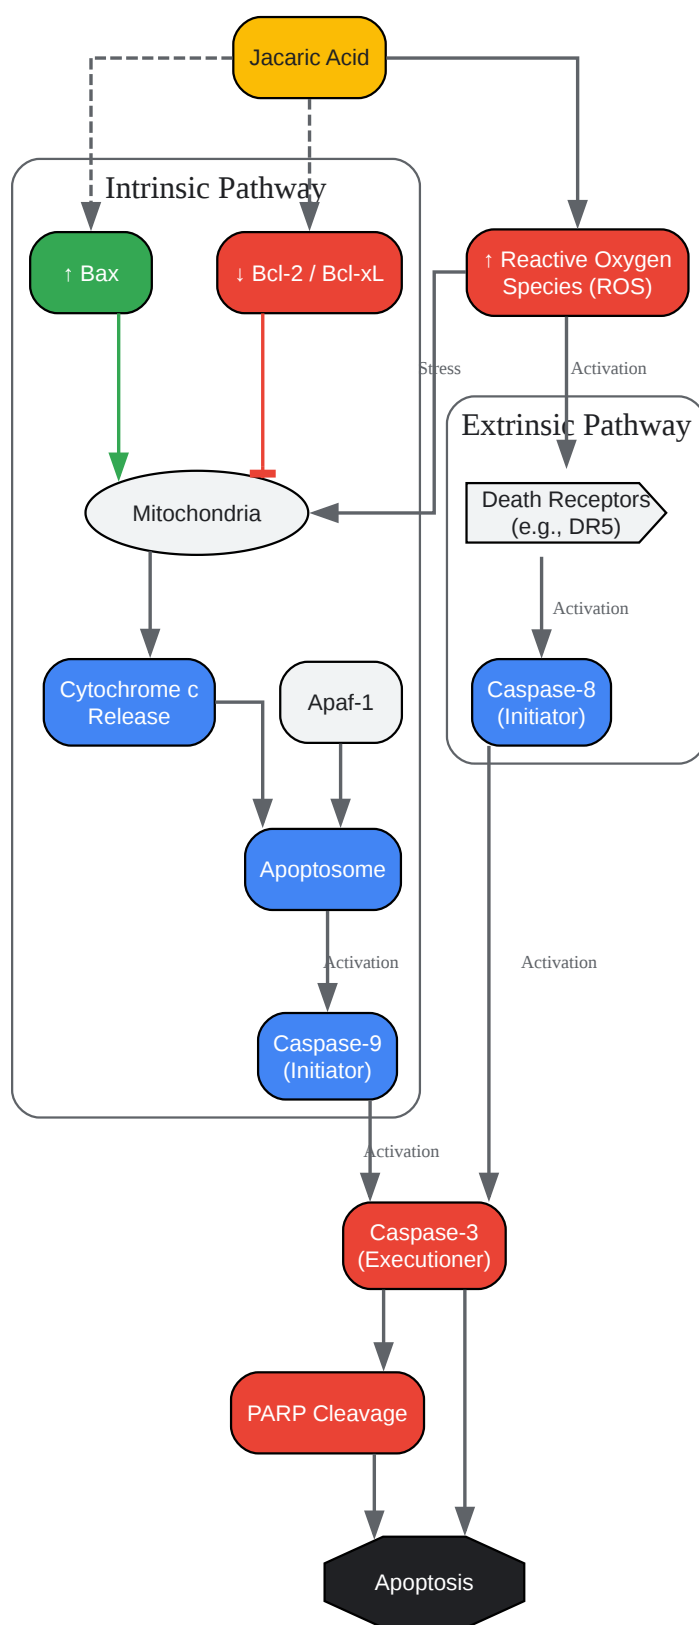 Jacaric Acid
Intrinsic Pathway
↑ Bax
↓ Bcl-2 / Bcl-xL
↑ Reactive Oxygen
Species (ROS)
Stress
Activation
Extrinsic Pathway
Mitochondria
Death Receptors
(e.g., DR5)
Activation
Cytochrome c
Release
Apaf-1
Caspase-8
(Initiator)
Apoptosome
Activation
Activation
Caspase-9
(Initiator)
Activation
Caspase-3
(Executioner)
PARP Cleavage
Apoptosis